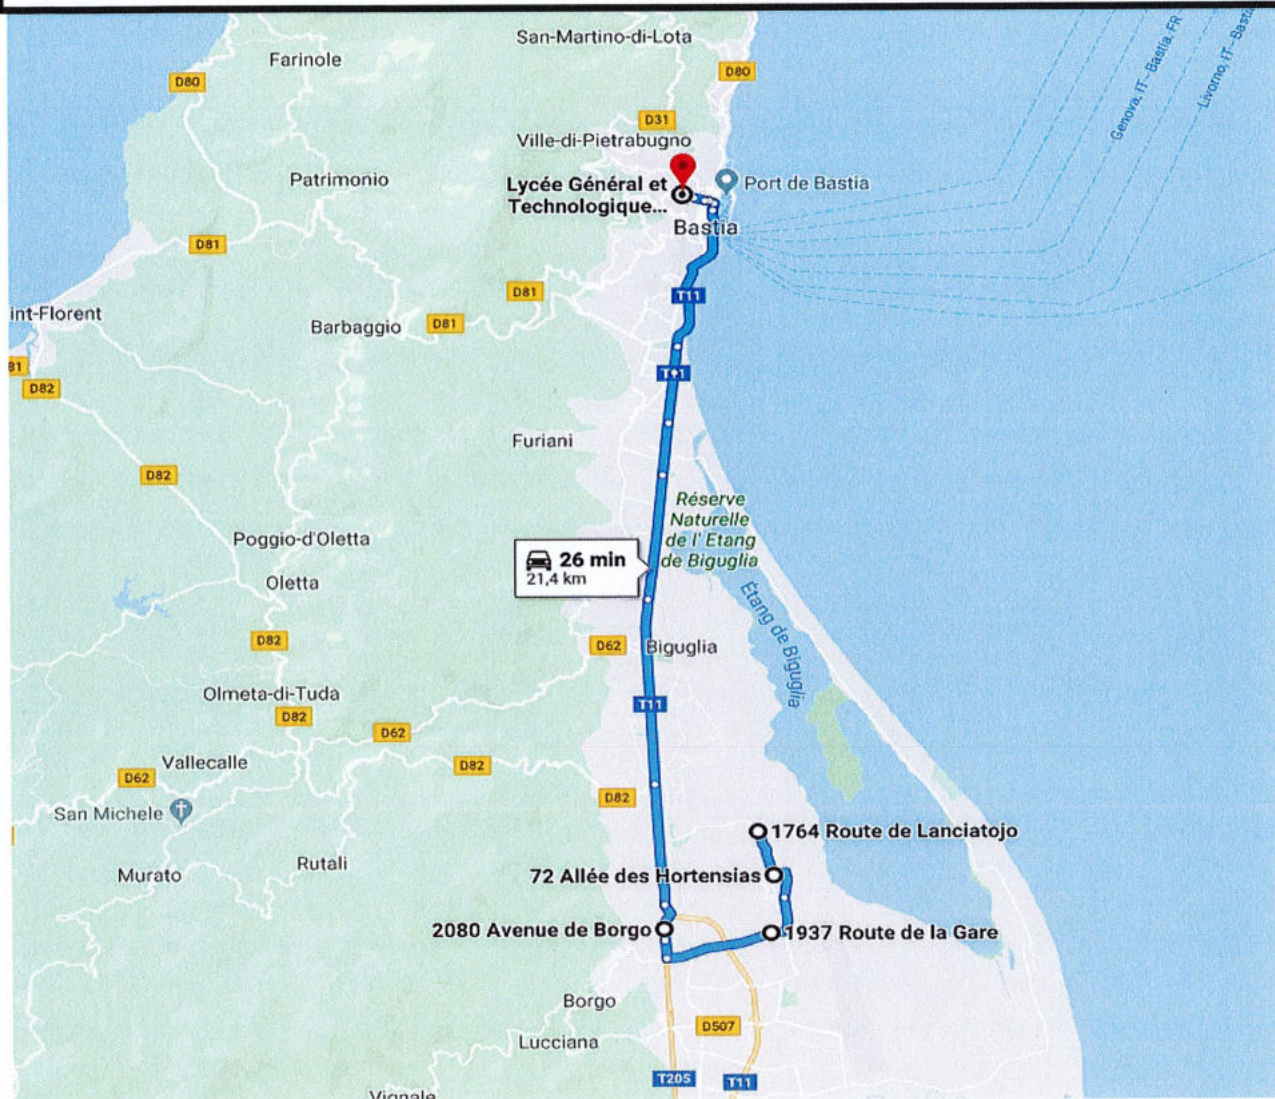 San-Martino-di-Lota
Farinole
D80
D80
Genova, IT - Bastia, FR
Livorno, IT - Bastia
D31
Ville-di-Pietrabugno
Patrimonio
Lycée Général et
Technologique...
Port de Bastia
Bastia
D81
D81
T11
int-Florent
Barbaggio
D81
81
D82
T11
Furiani
D82
Réserve
Naturelle
de l' Etang
de Biguglia
Poggio-d'Oletta
26 min
21,4 km
Oletta
Étang de Biguglia
D82
D62
Biguglia
Olmeta-di-Tuda
D82
T11
D62
Vallecalle
D82
D62
D82
San Michele
1764 Route de Lanciatojo
Rutali
Murato
72 Allée des Hortensias
2080 Avenue de Borgo
1937 Route de la Gare
Borgo
D507
Lucciana
T205
T11
Vignale